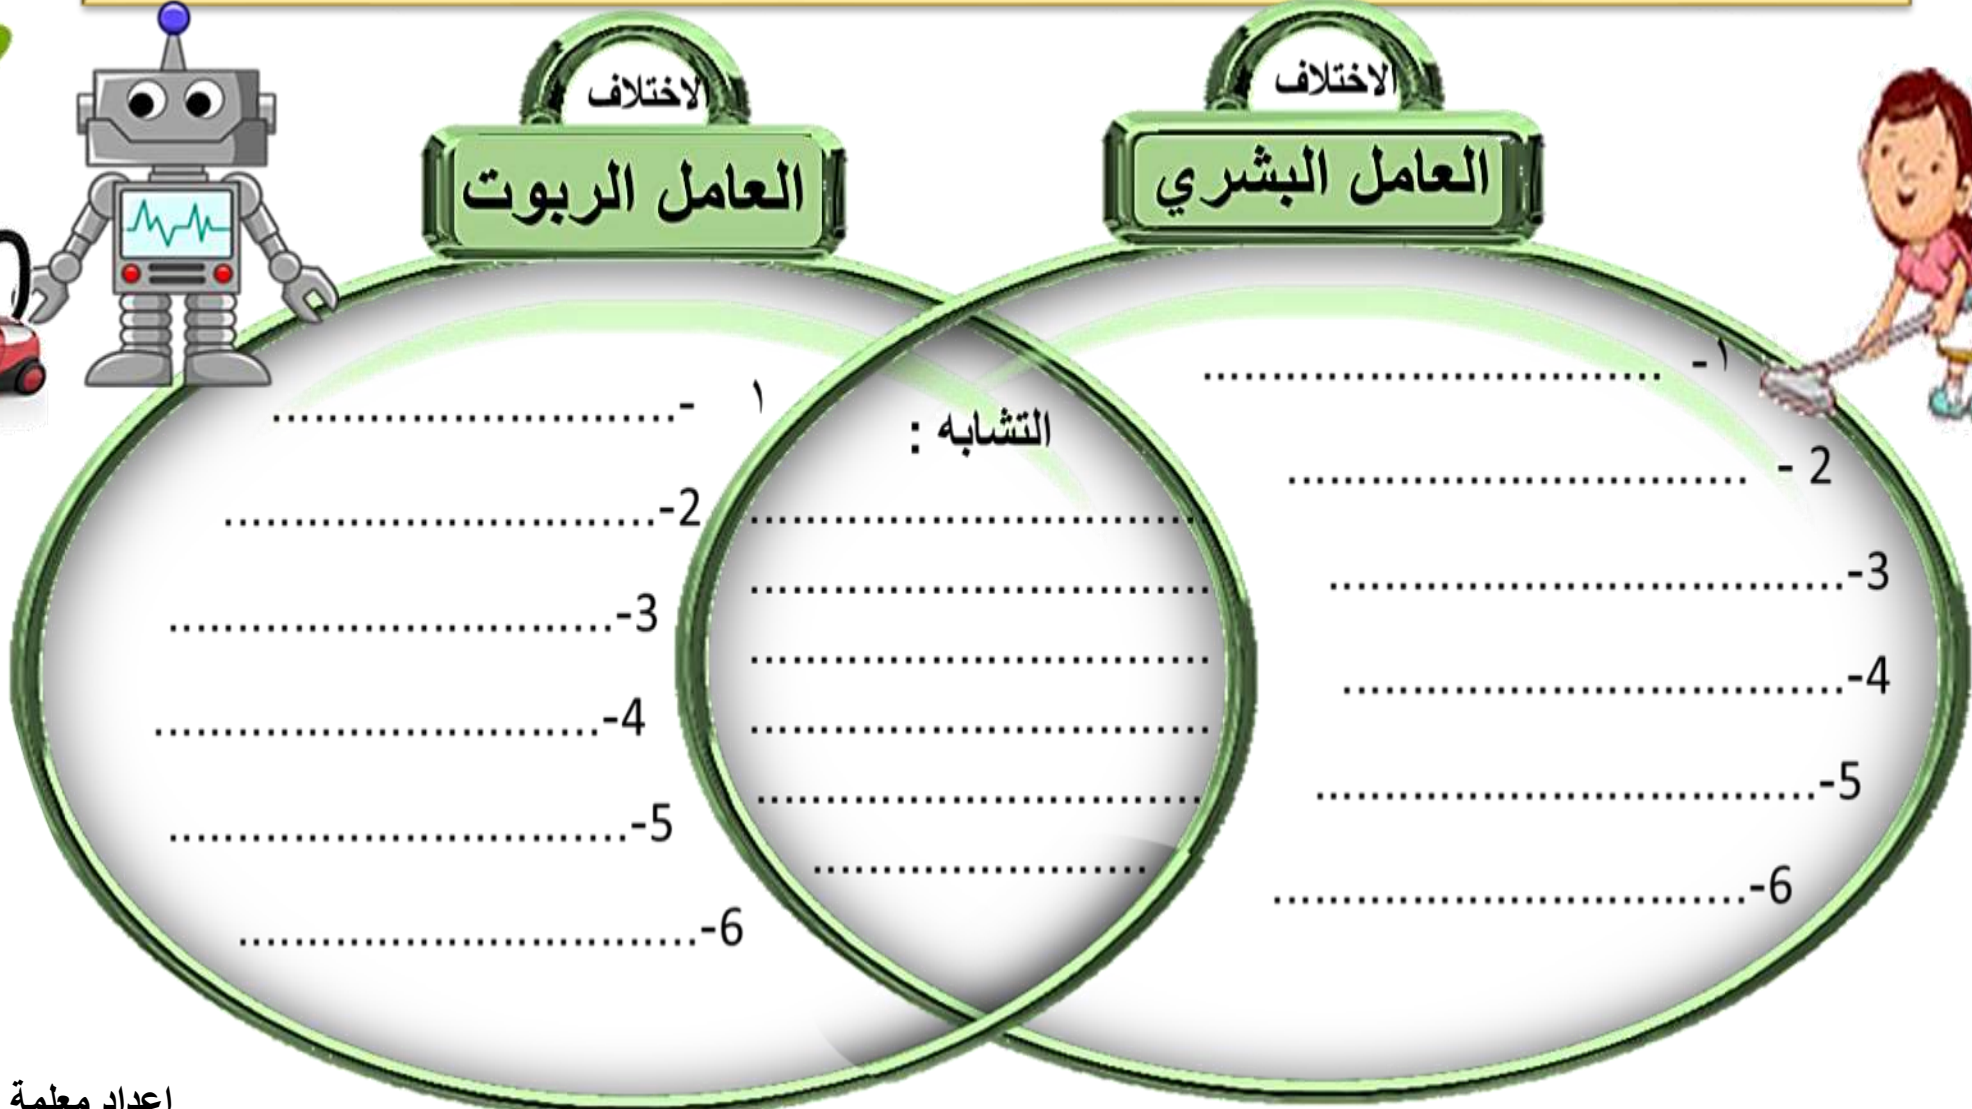 الاختلاف
العامل البشري
١ - .................................
2 - .................................
3-.....................................
4-....................................
5-....................................
6-..................................
التشابه :
.................................
.................................
.................................
.................................
................................
........................
الاختلاف
العامل الربوت
١ -.............................
2-...............................
3-................................
4-................................
5-.................................
6-.................................
اعداد معلمة